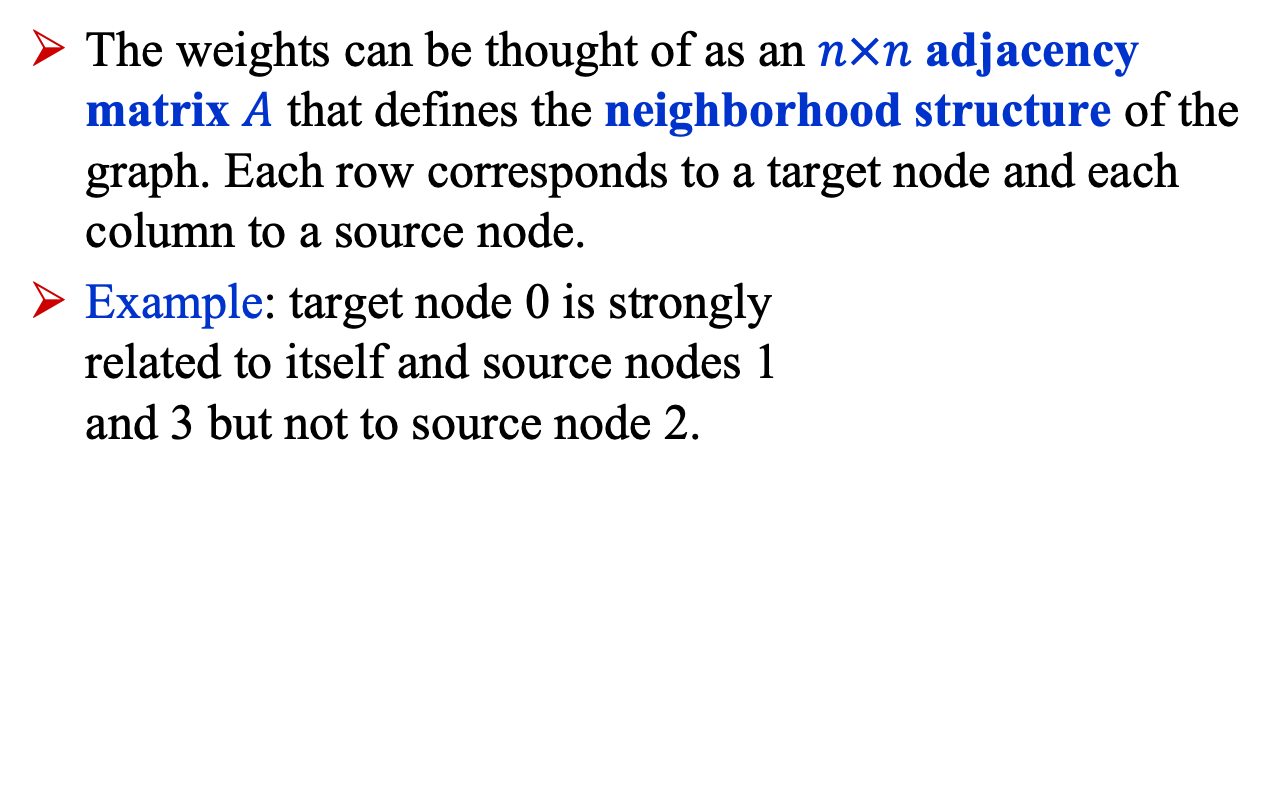 ➢ The weights can be thought of as an n×n adjacency
matrix A that defines the neighborhood structure of the
graph. Each row corresponds to a target node and each
column to a source node.
➢ Example: target node 0 is strongly
related to itself and source nodes 1
and 3 but not to source node 2.